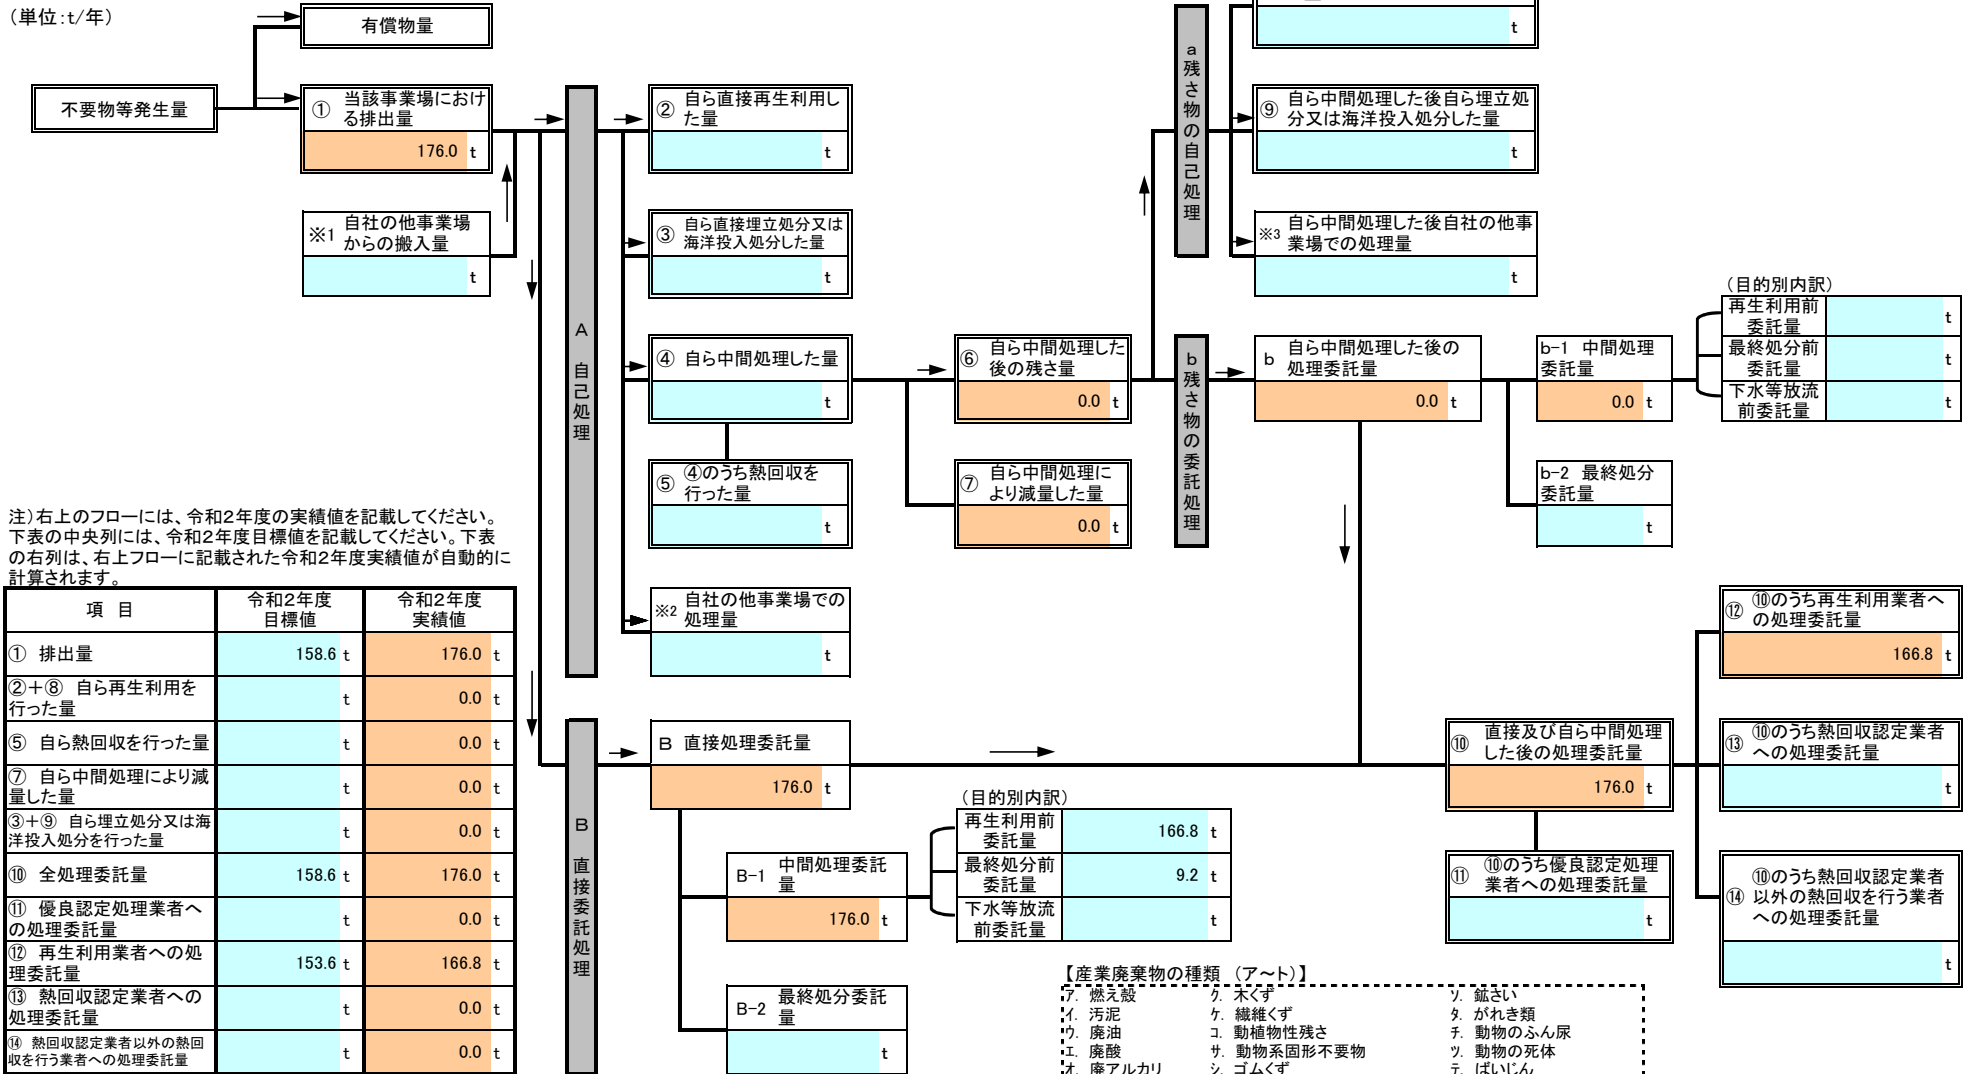 (単位:t/年)
有償物量
不要物等発生量
① 当該事業場におけ
る排出量
176.0 t
※1 自社の他事業場
からの搬入量
t
A 自己処理
② 自ら直接再生利用し
た量
t
③ 自ら直接埋立処分又は
海洋投入処分した量
t
④ 自ら中間処理した量
t
⑤ ④のうち熱回収を
行った量
t
※2 自社の他事業場での
処理量
t
⑥ 自ら中間処理した
後の残さ量
0.0 t
⑦ 自ら中間処理に
より減量した量
0.0 t
a 残さ物の自己処理
t
⑨ 自ら中間処理した後自ら埋立処
分又は海洋投入処分した量
t
※3 自ら中間処理した後自社の他事
業場での処理量
t
b 残さ物の委託処理
b 自ら中間処理した後の
処理委託量
0.0 t
b-1 中間処理
委託量
0.0 t
b-2 最終処分
委託量
t
(目的別内訳)
再生利用前
委託量
t
最終処分前
委託量
t
下水等放流
前委託量
t
注)右上のフローには、令和2年度の実績値を記載してください。
下表の中央列には、令和2年度目標値を記載してください。下表
の右列は、右上フローに記載された令和2年度実績値が自動的に
計算されます。
項 目
令和2年度
目標値
令和2年度
実績値
① 排出量
158.6 t
176.0 t
②+⑧ 自ら再生利用を
行った量
t
0.0 t
⑤ 自ら熱回収を行った量
t
0.0 t
⑦ 自ら中間処理により減
量した量
t
0.0 t
③+⑨ 自ら埋立処分又は海
洋投入処分を行った量
t
0.0 t
⑩ 全処理委託量
158.6 t
176.0 t
⑪ 優良認定処理業者へ
の処理委託量
t
0.0 t
⑫ 再生利用業者への処
理委託量
153.6 t
166.8 t
⑬ 熱回収認定業者への
処理委託量
t
0.0 t
⑭ 熱回収認定業者以外の熱回
収を行う業者への処理委託量
t
0.0 t
B 直接委託処理
B 直接処理委託量
176.0 t
B-1 中間処理委託
量
176.0 t
B-2 最終処分委託
量
t
(目的別内訳)
再生利用前
委託量
166.8 t
最終処分前
委託量
9.2 t
下水等放流
前委託量
t
⑩ 直接及び自ら中間処理
した後の処理委託量
176.0 t
⑪ ⑩のうち優良認定処理
業者への処理委託量
t
⑫ ⑩のうち再生利用業者へ
の処理委託量
166.8 t
⑬ ⑩のうち熱回収認定業者
への処理委託量
t
⑭ ⑩のうち熱回収認定業者
以外の熱回収を行う業者
への処理委託量
t
【産業廃棄物の種類 (ア~ト)】
ア. 燃え殻 ク. 木くず ソ. 鉱さい
イ. 汚泥 ケ. 繊維くず タ. がれき類
ウ. 廃油 コ. 動植物性残さ チ. 動物のふん尿
エ. 廃酸 サ. 動物系固形不要物 ツ. 動物の死体
オ. 廃アルカリ シ. ゴムくず テ. ばいじん